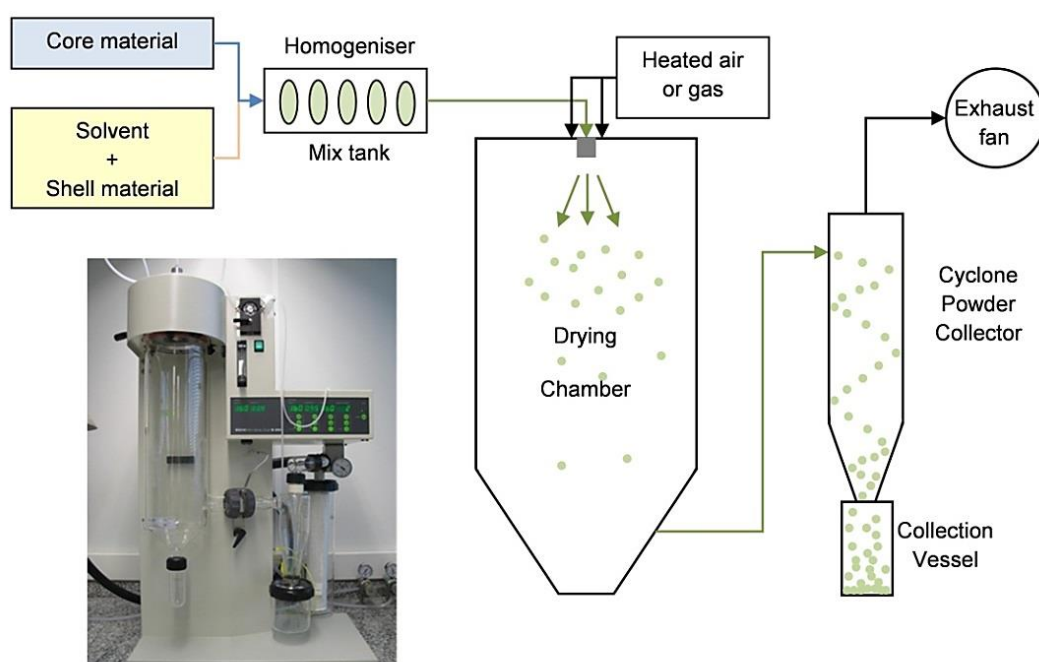 Core material
Solvent
+
Shell material
Homogeniser
Mix tank
Heated air
or gas
Exhaust
fan
Drying
Chamber
Cyclone
Powder
Collector
Collection
Vessel